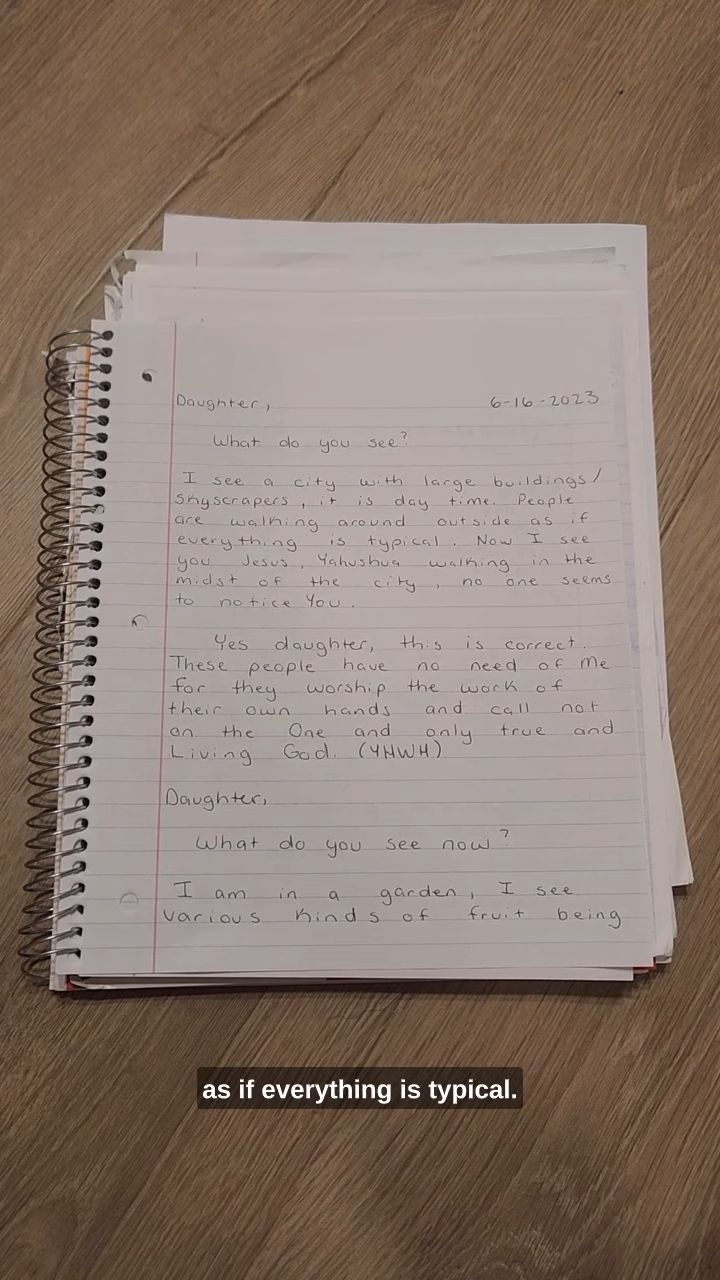 Daughter, 6-16-2023
What do you see?
I see a city with large buildings/
skyscrapers, it is day time. People
are walking around outside as if
everything is typical. Now I see
you Jesus, Yahushua walking in the
midst of the city, no one seems
to notice You.
Yes daughter, this is correct.
These people have no need of Me
for they worship the work of
their own hands and call not
on the One and only true and
Living God. (YHWH)
Daughter,
What do you see now?
I am in a garden, I see
various kinds of fruit being
as if everything is typical.